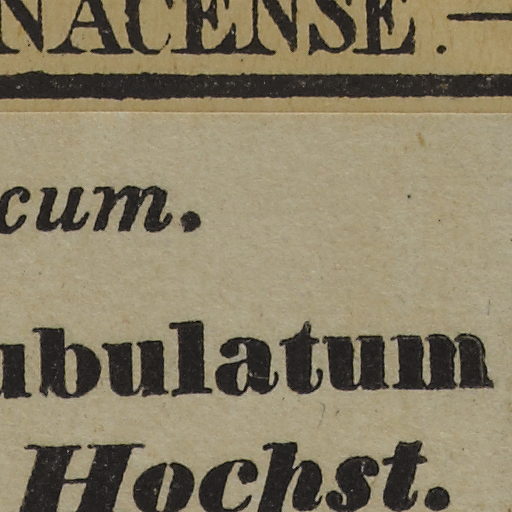 NACENSE. —
cum.
ubulatum
Hochst.